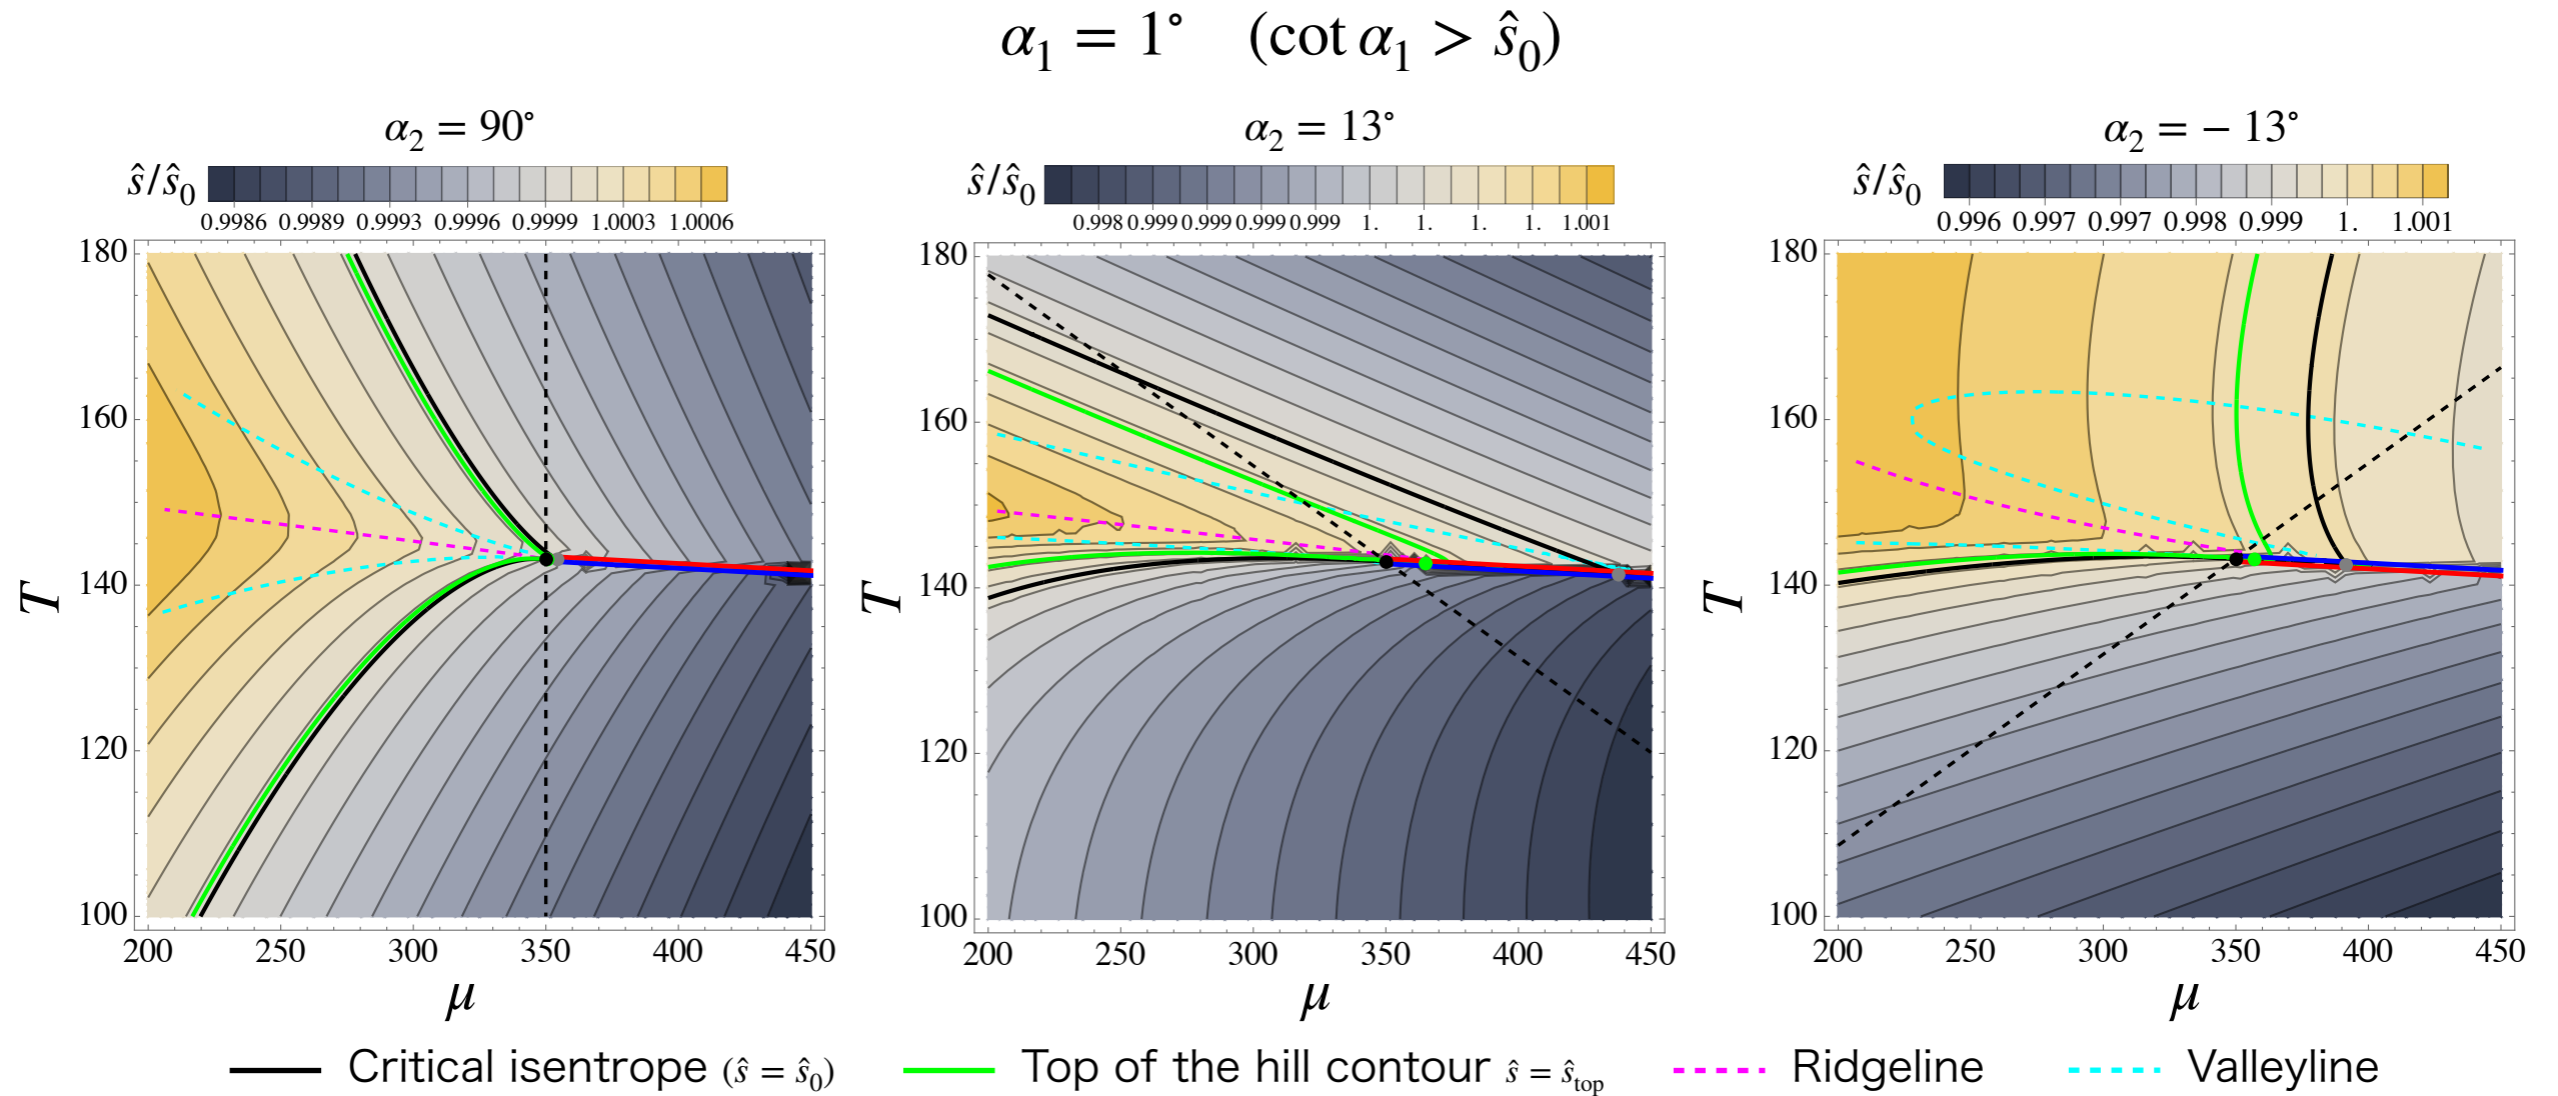 α₁ = 1° (cot α₁ > ŝ₀)
α₂ = 90°
ŝ/ŝ₀
0.9986 0.9989 0.9993 0.9996 0.9999 1.0003 1.0006
180
160
140
120
100
T
200 250 300 350 400 450
μ
α₂ = 13°
ŝ/ŝ₀
0.998 0.999 0.999 0.999 0.999 1. 1. 1. 1. 1.001
180
160
140
120
100
T
200 250 300 350 400 450
μ
α₂ = − 13°
ŝ/ŝ₀
0.996 0.997 0.997 0.998 0.999 1. 1.001
180
160
140
120
100
T
200 250 300 350 400 450
μ
Critical isentrope (ŝ = ŝ₀) Top of the hill contour ŝ = ŝtop Ridgeline Valleyline